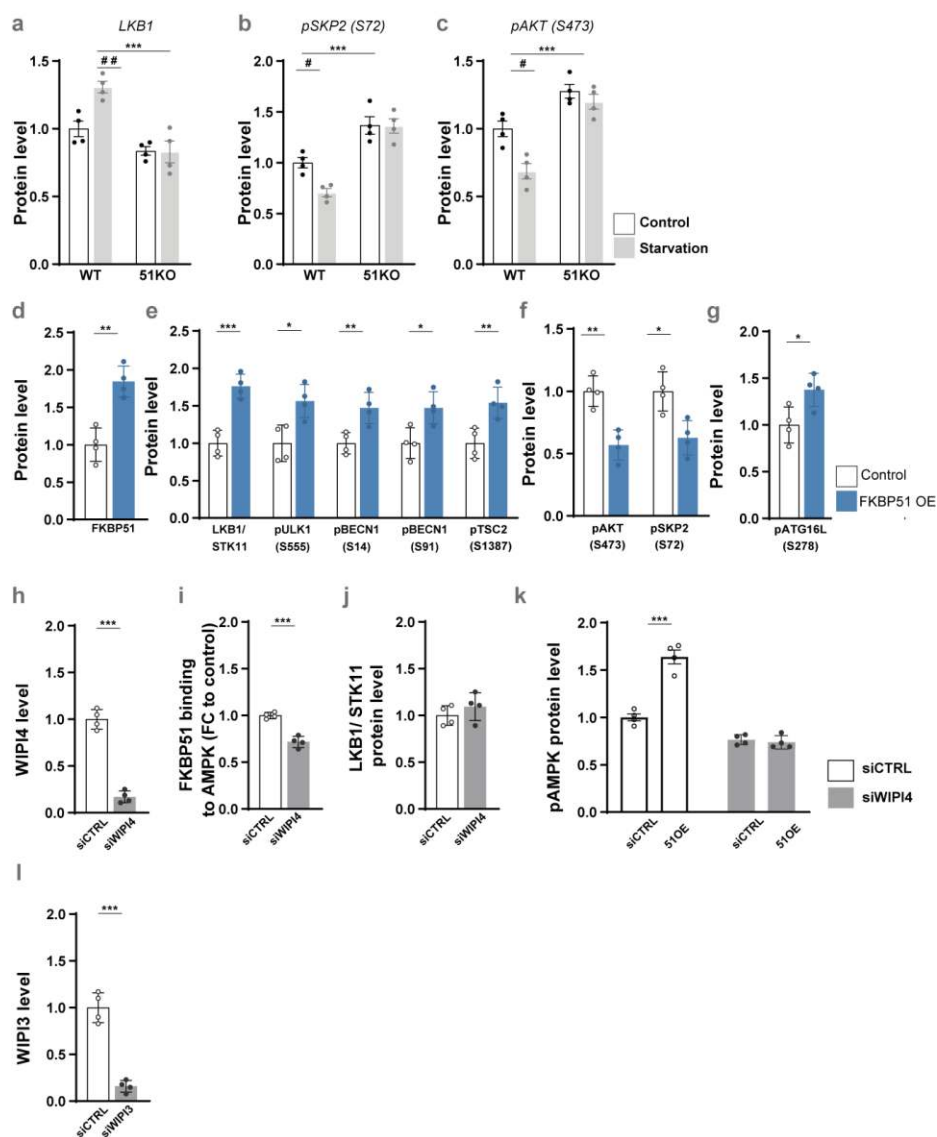 a
LKB1
***
##
Protein level
1.5
1.0
0.5
0.0
WT
51KO
b
pSKP2 (S72)
***
#
Protein level
2.0
1.5
1.0
0.5
0.0
WT
51KO
c
pAKT (S473)
***
#
Protein level
1.5
1.0
0.5
0.0
WT
51KO
Control
Starvation
d
**
Protein level
2.5
2.0
1.5
1.0
0.5
0.0
FKBP51
e
*** * ** * **
Protein level
2.5
2.0
1.5
1.0
0.5
0.0
LKB1/ pULK1 pBECN1 pBECN1 pTSC2
STK11 (S555) (S14) (S91) (S1387)
f
** *
Protein level
1.5
1.0
0.5
0.0
pAKT pSKP2
(S473) (S72)
g
*
Protein level
2.0
1.5
1.0
0.5
0.0
pATG16L
(S278)
Control
FKBP51 OE
h
***
WIPI4 level
2.0
1.5
1.0
0.5
0.0
siCTRL
siWIPI4
i
***
FKBP51 binding
to AMPK (FC to control)
2.0
1.5
1.0
0.5
0.0
siCTRL
siWIPI4
j
LKB1/ STK11
protein level
2.0
1.5
1.0
0.5
0.0
siCTRL
siWIPI4
k
***
pAMPK protein level
2.0
1.5
1.0
0.5
0.0
siCTRL
51OE
siCTRL
51OE
siCTRL
siWIPI4
l
***
WIPI3 level
2.0
1.5
1.0
0.5
0.0
siCTRL
siWIPI3